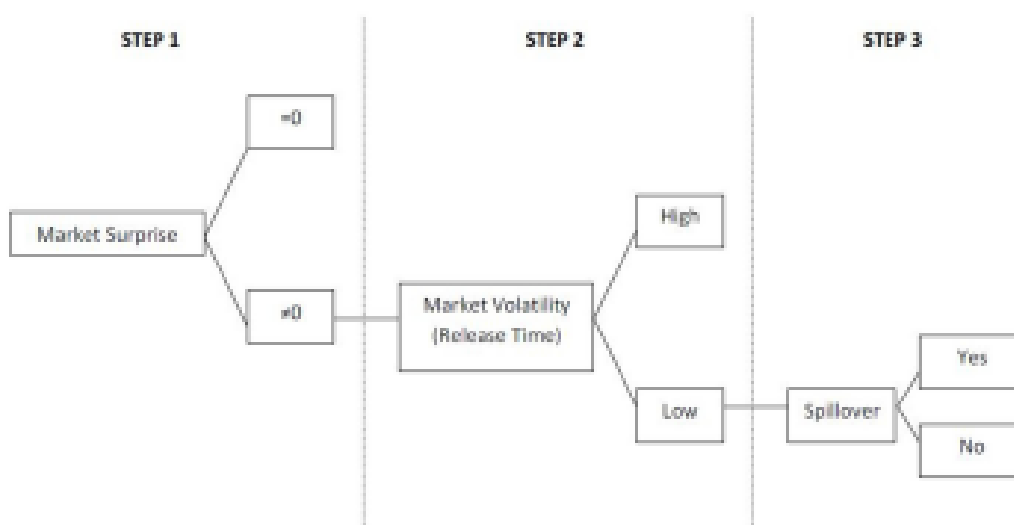 STEP 1
STEP 2
STEP 3
=0
Market Surprise
≠0
Market Volatility
(Release Time)
High
Low
Spillover
Yes
No